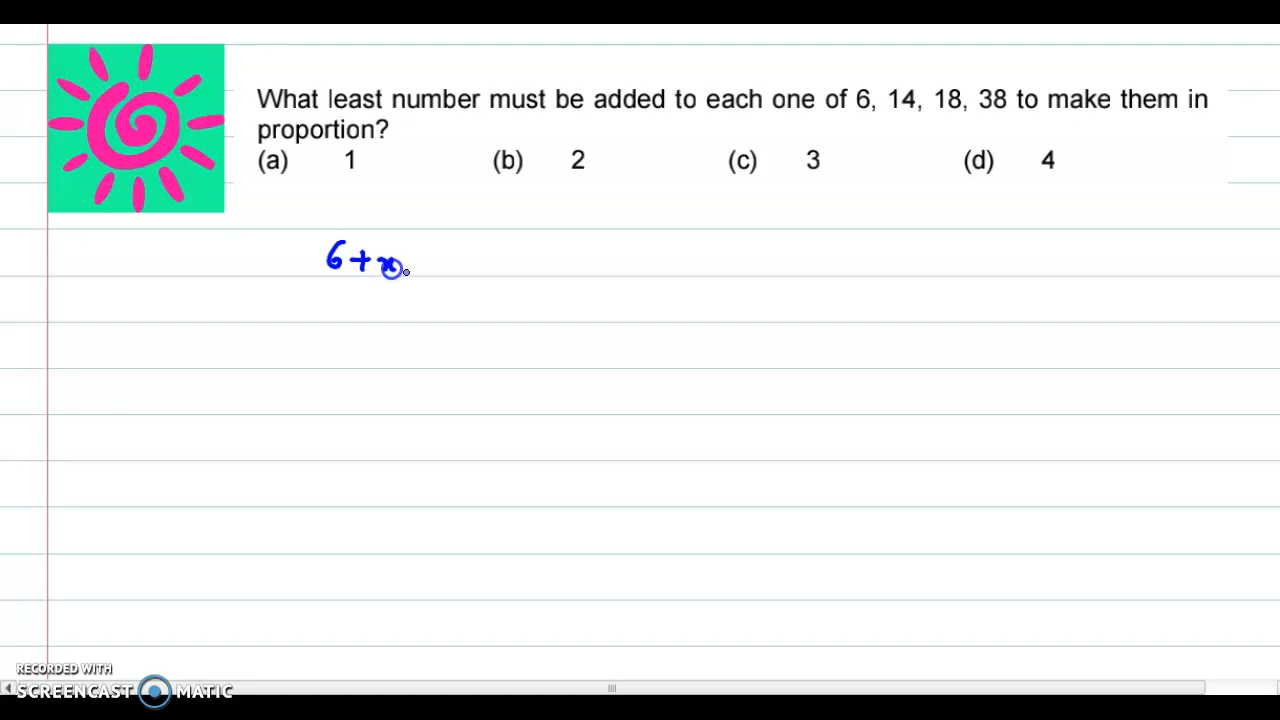 What least number must be added to each one of 6, 14, 18, 38 to make them in
proportion?
(a) 1 (b) 2 (c) 3 (d) 4
6+x
RECORDED WITH
SCREENCAST MATIC